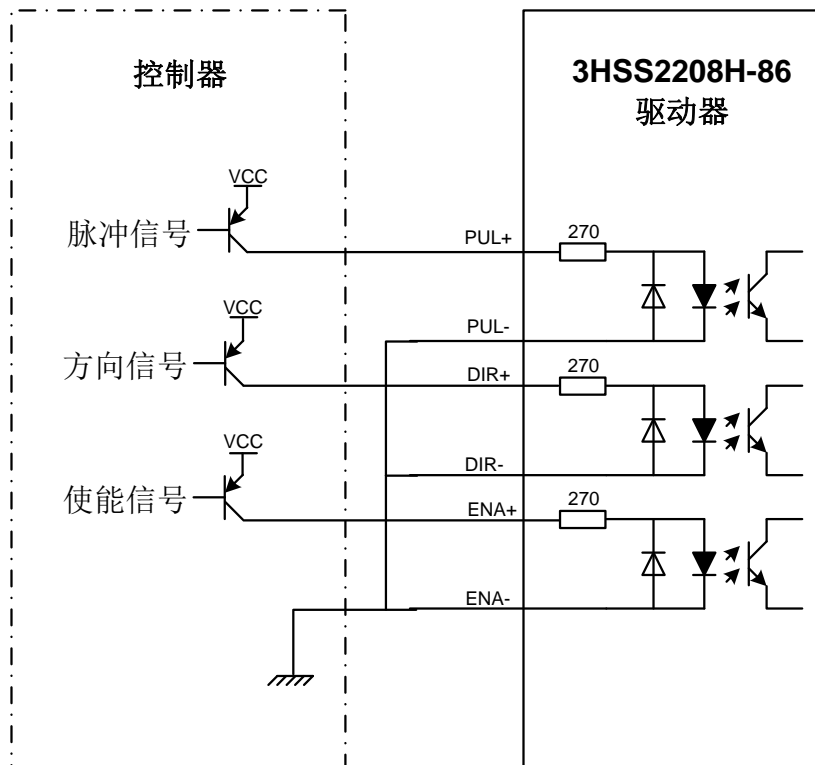 控制器
3HSS2208H-86
驱动器
VCC
脉冲信号
PUL+
270
PUL-
VCC
方向信号
DIR+
270
DIR-
VCC
使能信号
ENA+
270
ENA-